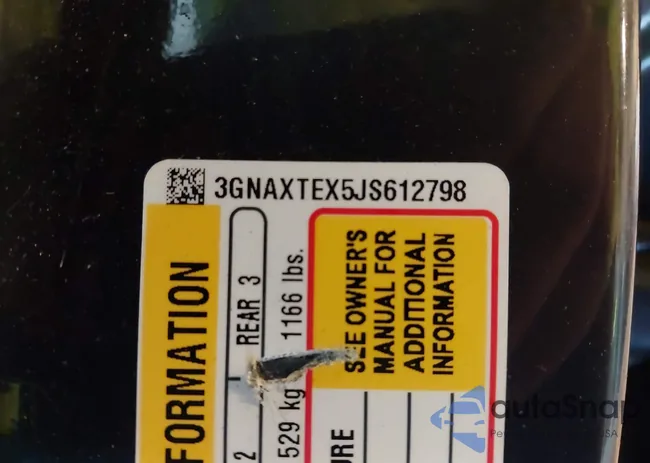 3GNAXTEX5JS612798
FORMATION
2 REAR 3
529 kg 1166 lbs.
SEE OWNER'S
MANUAL FOR
ADDITIONAL
INFORMATION
URE
autoSnap